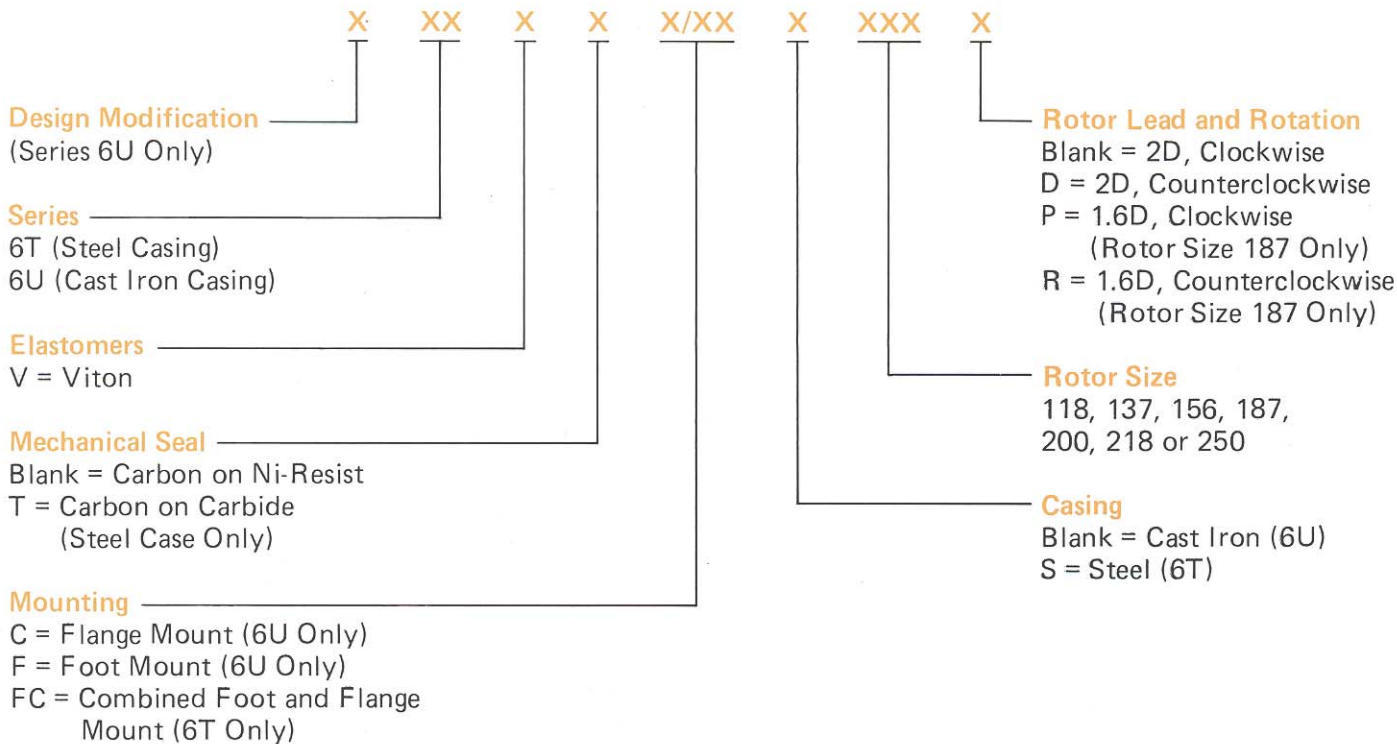 X XX X X X/XX X XXX X
Design Modification
(Series 6U Only)
Series
6T (Steel Casing)
6U (Cast Iron Casing)
Elastomers
V = Viton
Mechanical Seal
Blank = Carbon on Ni-Resist
T = Carbon on Carbide
(Steel Case Only)
Mounting
C = Flange Mount (6U Only)
F = Foot Mount (6U Only)
FC = Combined Foot and Flange
Mount (6T Only)
Rotor Lead and Rotation
Blank = 2D, Clockwise
D = 2D, Counterclockwise
P = 1.6D, Clockwise
(Rotor Size 187 Only)
R = 1.6D, Counterclockwise
(Rotor Size 187 Only)
Rotor Size
118, 137, 156, 187,
200, 218 or 250
Casing
Blank = Cast Iron (6U)
S = Steel (6T)